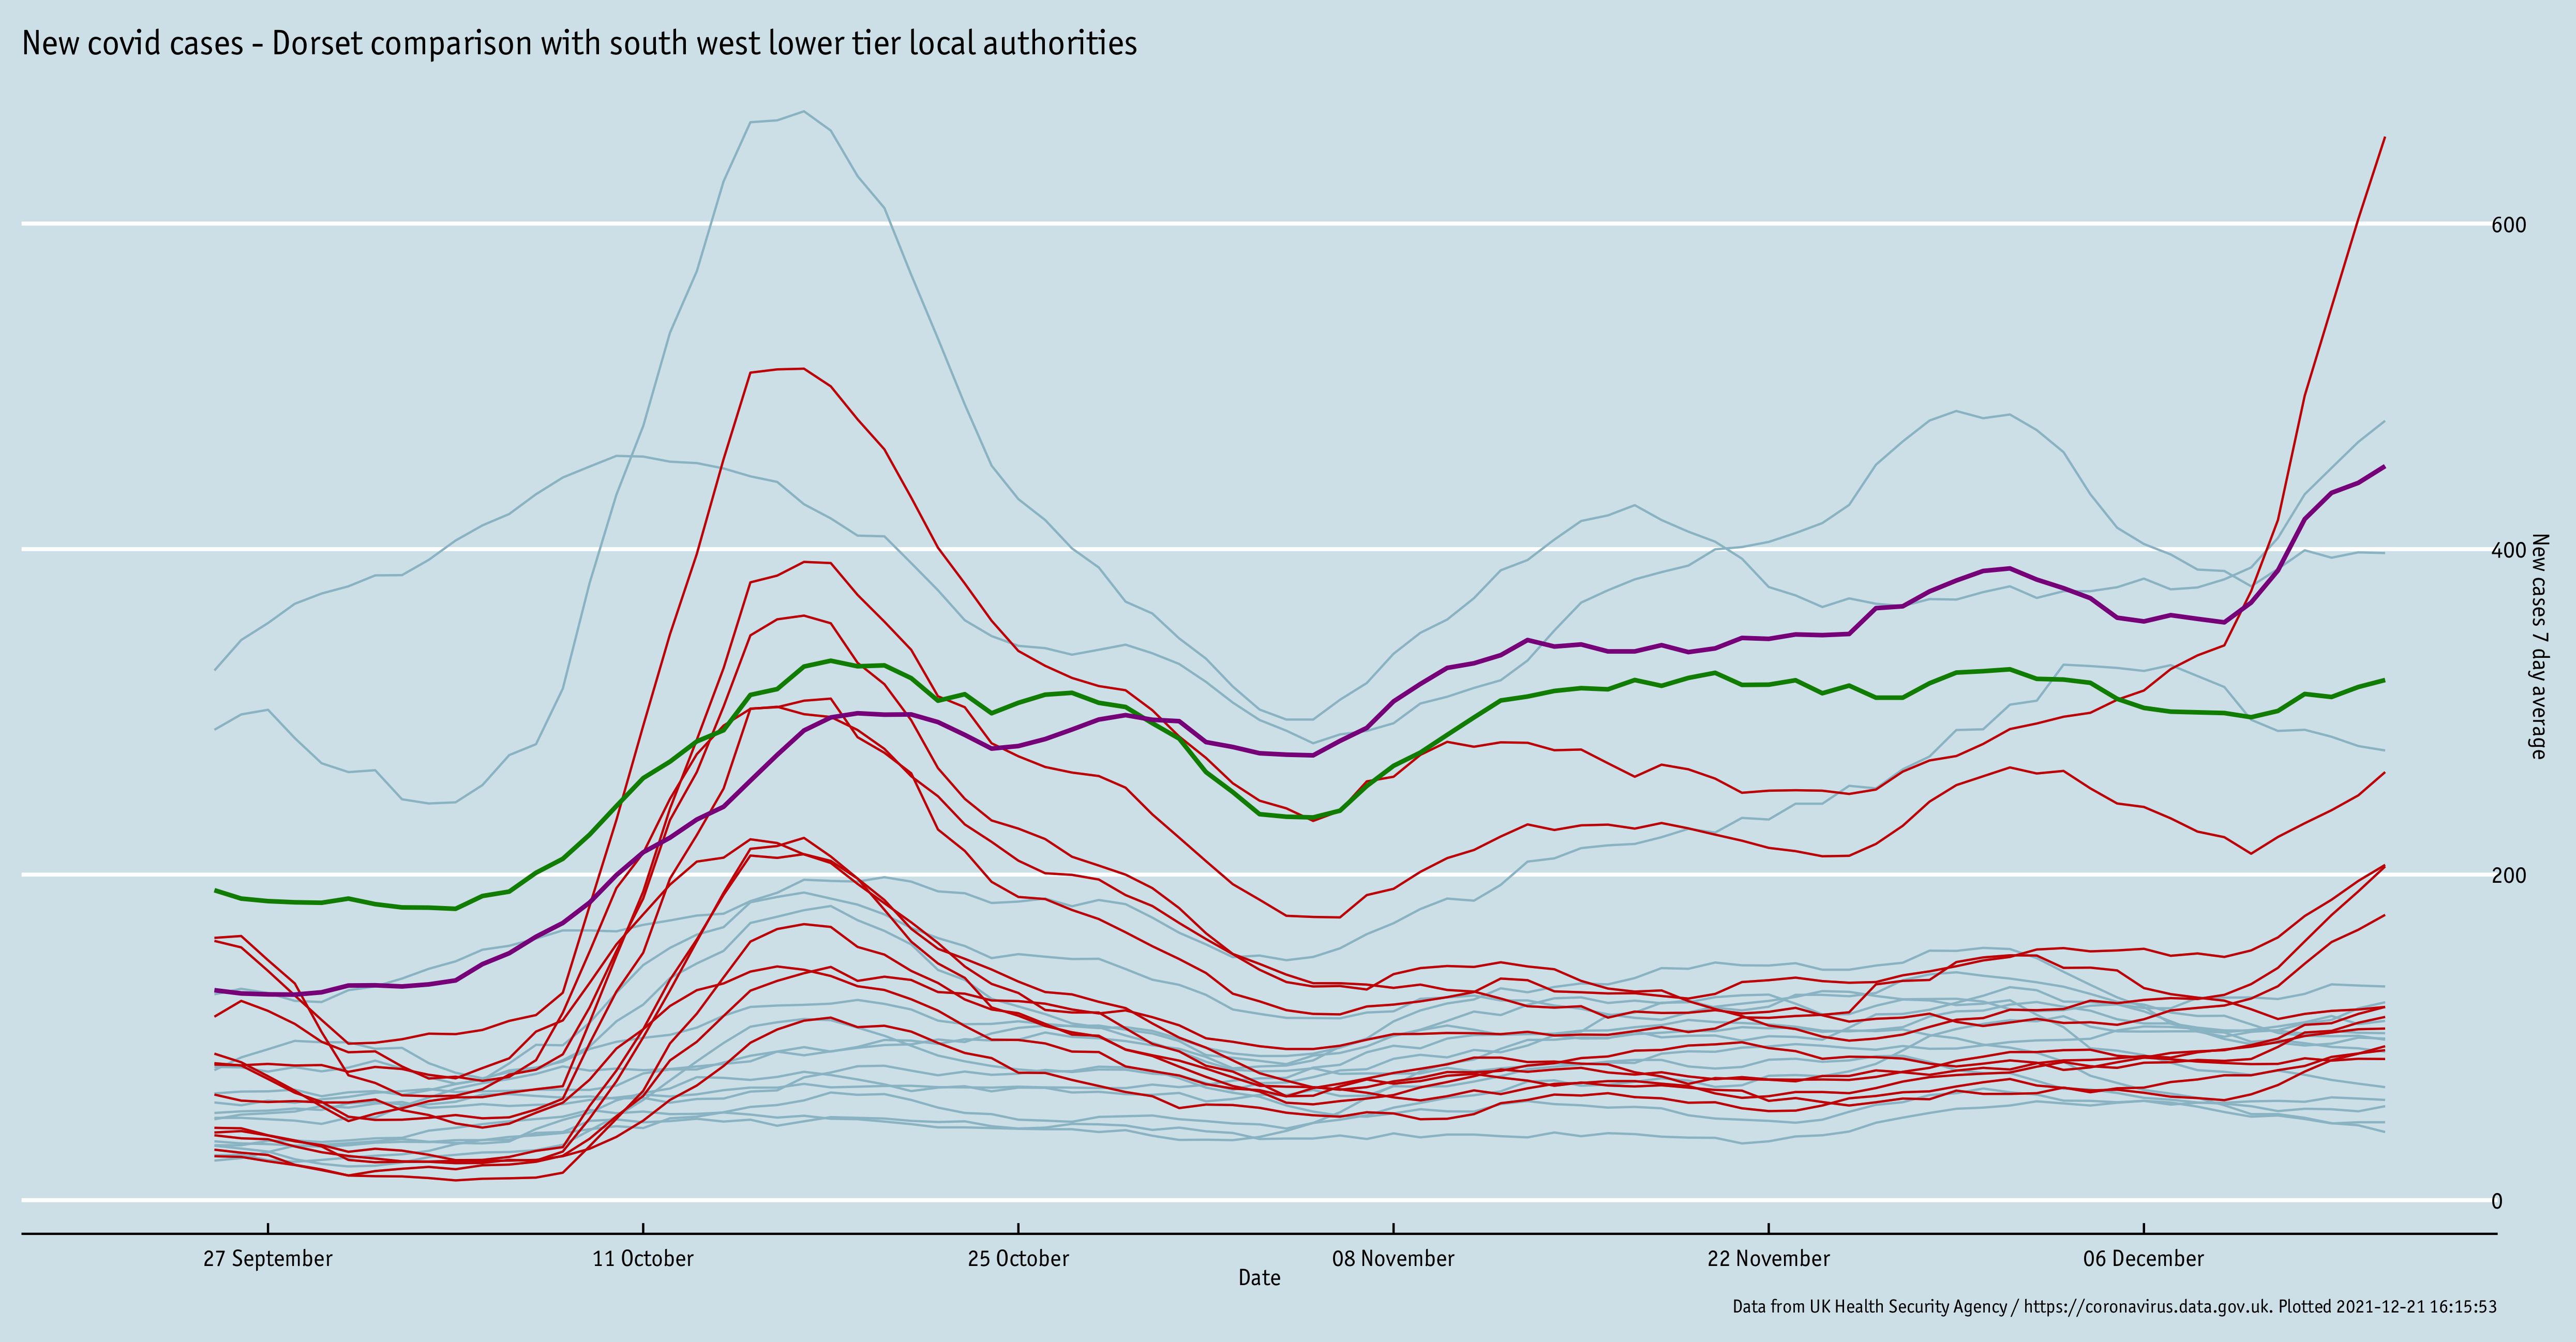 New covid cases - Dorset comparison with south west lower tier local authorities
600
400
200
0
New cases 7 day average
27 September
11 October
25 October
08 November
22 November
06 December
Date
Data from UK Health Security Agency / https://coronavirus.data.gov.uk. Plotted 2021-12-21 16:15:53